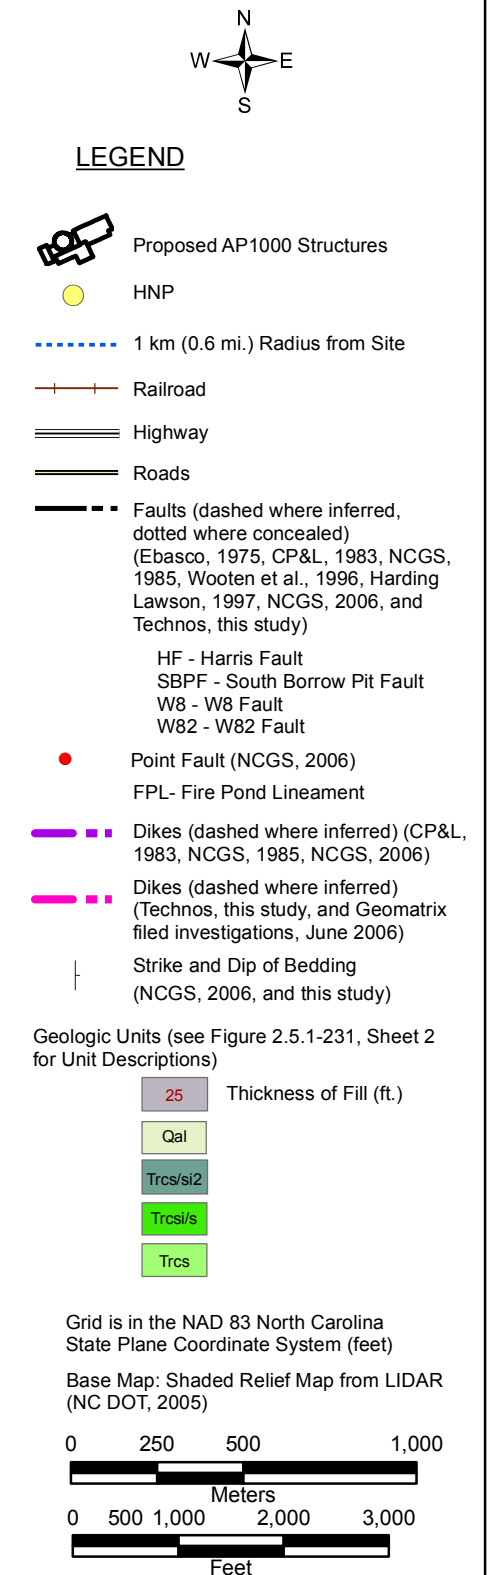 N
W E
S
LEGEND
Proposed AP1000 Structures
HNP
1 km (0.6 mi.) Radius from Site
Railroad
Highway
Roads
Faults (dashed where inferred,
dotted where concealed)
(Ebasco, 1975, CP&L, 1983, NCGS,
1985, Wooten et al., 1996, Harding
Lawson, 1997, NCGS, 2006, and
Technos, this study)
HF - Harris Fault
SBPF - South Borrow Pit Fault
W8 - W8 Fault
W82 - W82 Fault
Point Fault (NCGS, 2006)
FPL- Fire Pond Lineament
Dikes (dashed where inferred) (CP&L,
1983, NCGS, 1985, NCGS, 2006)
Dikes (dashed where inferred)
(Technos, this study, and Geomatrix
filed investigations, June 2006)
Strike and Dip of Bedding
(NCGS, 2006, and this study)
Geologic Units (see Figure 2.5.1-231, Sheet 2
for Unit Descriptions)
25 Thickness of Fill (ft.)
Qal
Trcs/si2
Trcsi/s
Trcs
Grid is in the NAD 83 North Carolina
State Plane Coordinate System (feet)
Base Map: Shaded Relief Map from LIDAR
(NC DOT, 2005)
0 250 500 1,000
Meters
0 500 1,000 2,000 3,000
Feet